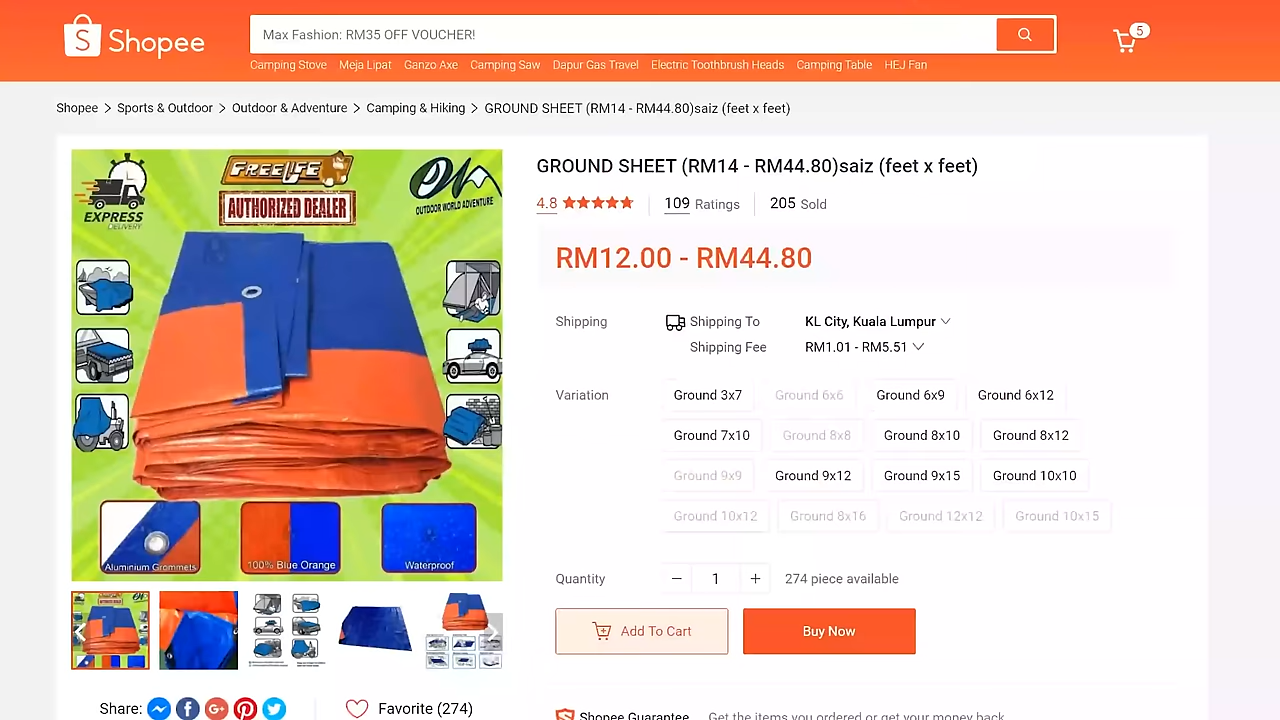 Shopee
Max Fashion: RM35 OFF VOUCHER!
5
Camping Stove Meja Lipat Ganzo Axe Camping Saw Dapur Gas Travel Electric Toothbrush Heads Camping Table HEJ Fan
Shopee > Sports & Outdoor > Outdoor & Adventure > Camping & Hiking > GROUND SHEET (RM14 - RM44.80)saiz (feet x feet)
EXPRESS
DELIVERY
FREELIFE
AUTHORIZED DEALER
OUTDOOR WORLD ADVENTURE
Aluminium Grommets
100% Blue Orange
Waterproof
Share:
Favorite (274)
GROUND SHEET (RM14 - RM44.80)saiz (feet x feet)
4.8 109 Ratings 205 Sold
RM12.00 - RM44.80
Shipping Shipping To KL City, Kuala Lumpur
Shipping Fee RM1.01 - RM5.51
Variation Ground 3x7 Ground 6x6 Ground 6x9 Ground 6x12
Ground 7x10 Ground 8x8 Ground 8x10 Ground 8x12
Ground 9x9 Ground 9x12 Ground 9x15 Ground 10x10
Ground 10x12 Ground 8x16 Ground 12x12 Ground 10x15
Quantity − 1 + 274 piece available
Add To Cart Buy Now
Shopee Guarantee Get the items you ordered or get your money back